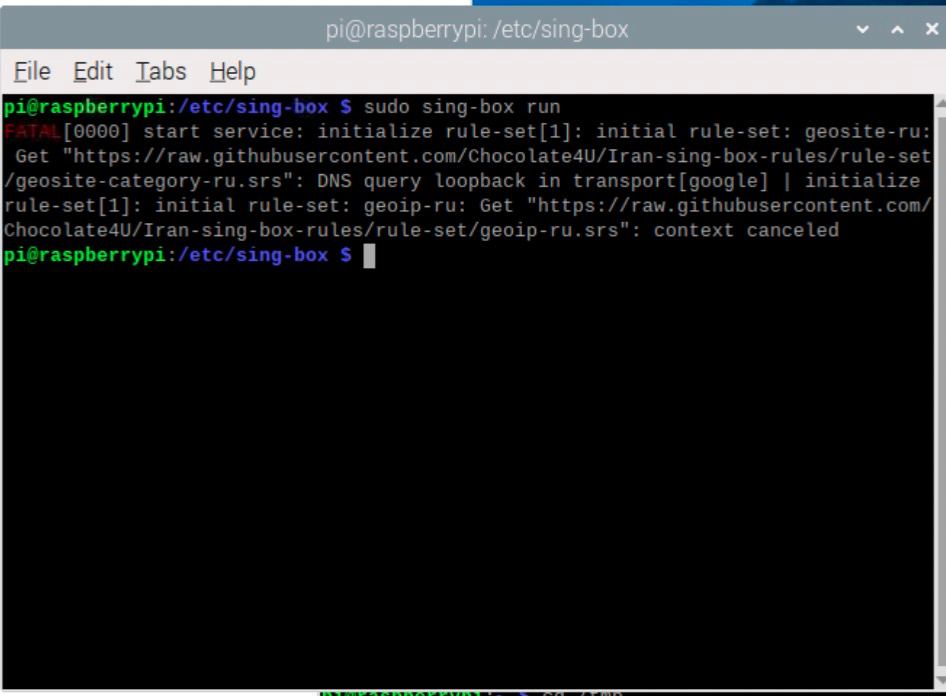 pi@raspberrypi: /etc/sing-box
File Edit Tabs Help
pi@raspberrypi:/etc/sing-box $ sudo sing-box run
FATAL[0000] start service: initialize rule-set[1]: initial rule-set: geosite-ru:
Get "https://raw.githubusercontent.com/Chocolate4U/Iran-sing-box-rules/rule-set
/geosite-category-ru.srs": DNS query loopback in transport[google] | initialize
rule-set[1]: initial rule-set: geoip-ru: Get "https://raw.githubusercontent.com/
Chocolate4U/Iran-sing-box-rules/rule-set/geoip-ru.srs": context canceled
pi@raspberrypi:/etc/sing-box $